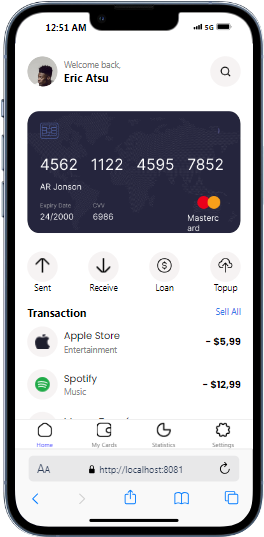 12:51 AM
5G
Welcome back,
Eric Atsu
4562 1122 4595 7852
AR Jonson
Expiry Date CVV
24/2000 6986
Masterc
ard
Sent Receive Loan Topup
Transaction Sell All
Apple Store
Entertainment
- $5,99
Spotify
Music
- $12,99
Home My Cards Statistics Settings
AA http://localhost:8081